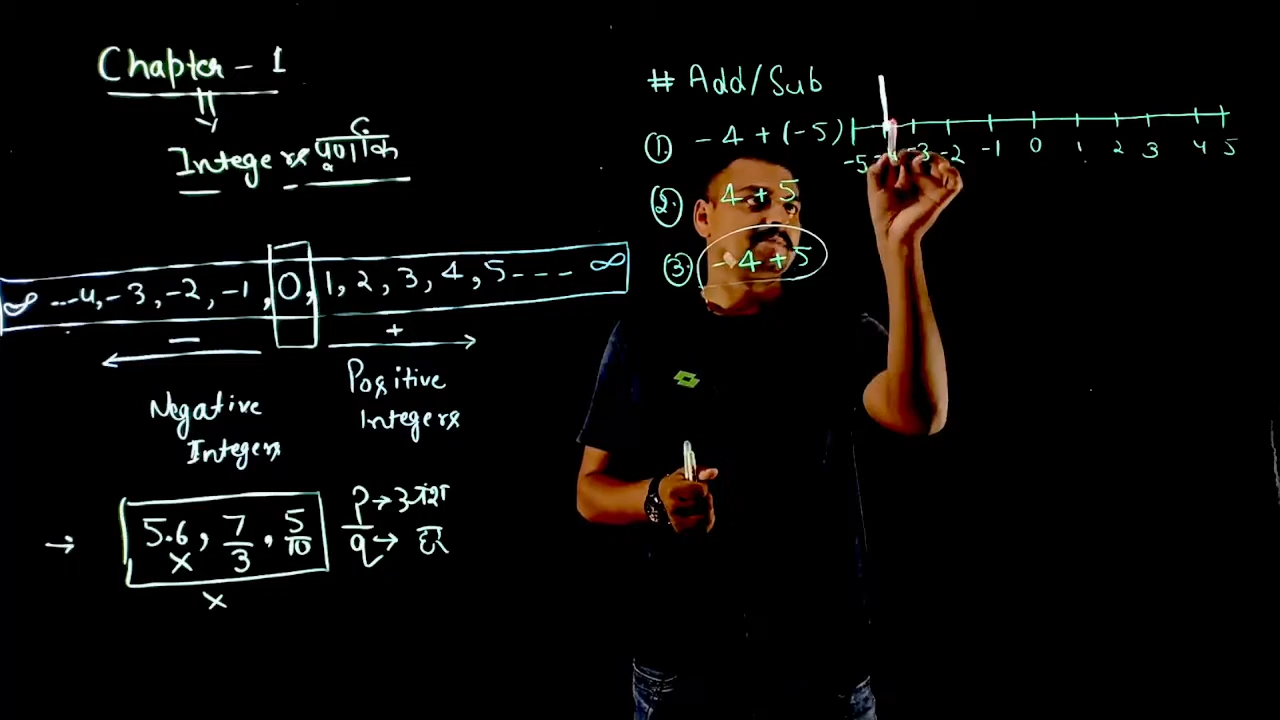 Chapter - 1
Integers पूर्णांक
∞ ...-4, -3, -2, -1, 0, 1, 2, 3, 4, 5 - - - ∞
- +
Negative
Integers
Positive
Integers
→ 5.6, 7/3, 5/10
x
x
p → अंश
q → हर
# Add/Sub
①. -4 + (-5)
-5 -4 -3 -2 -1 0 1 2 3 4 5
②. 4 + 5
③. -4 + 5